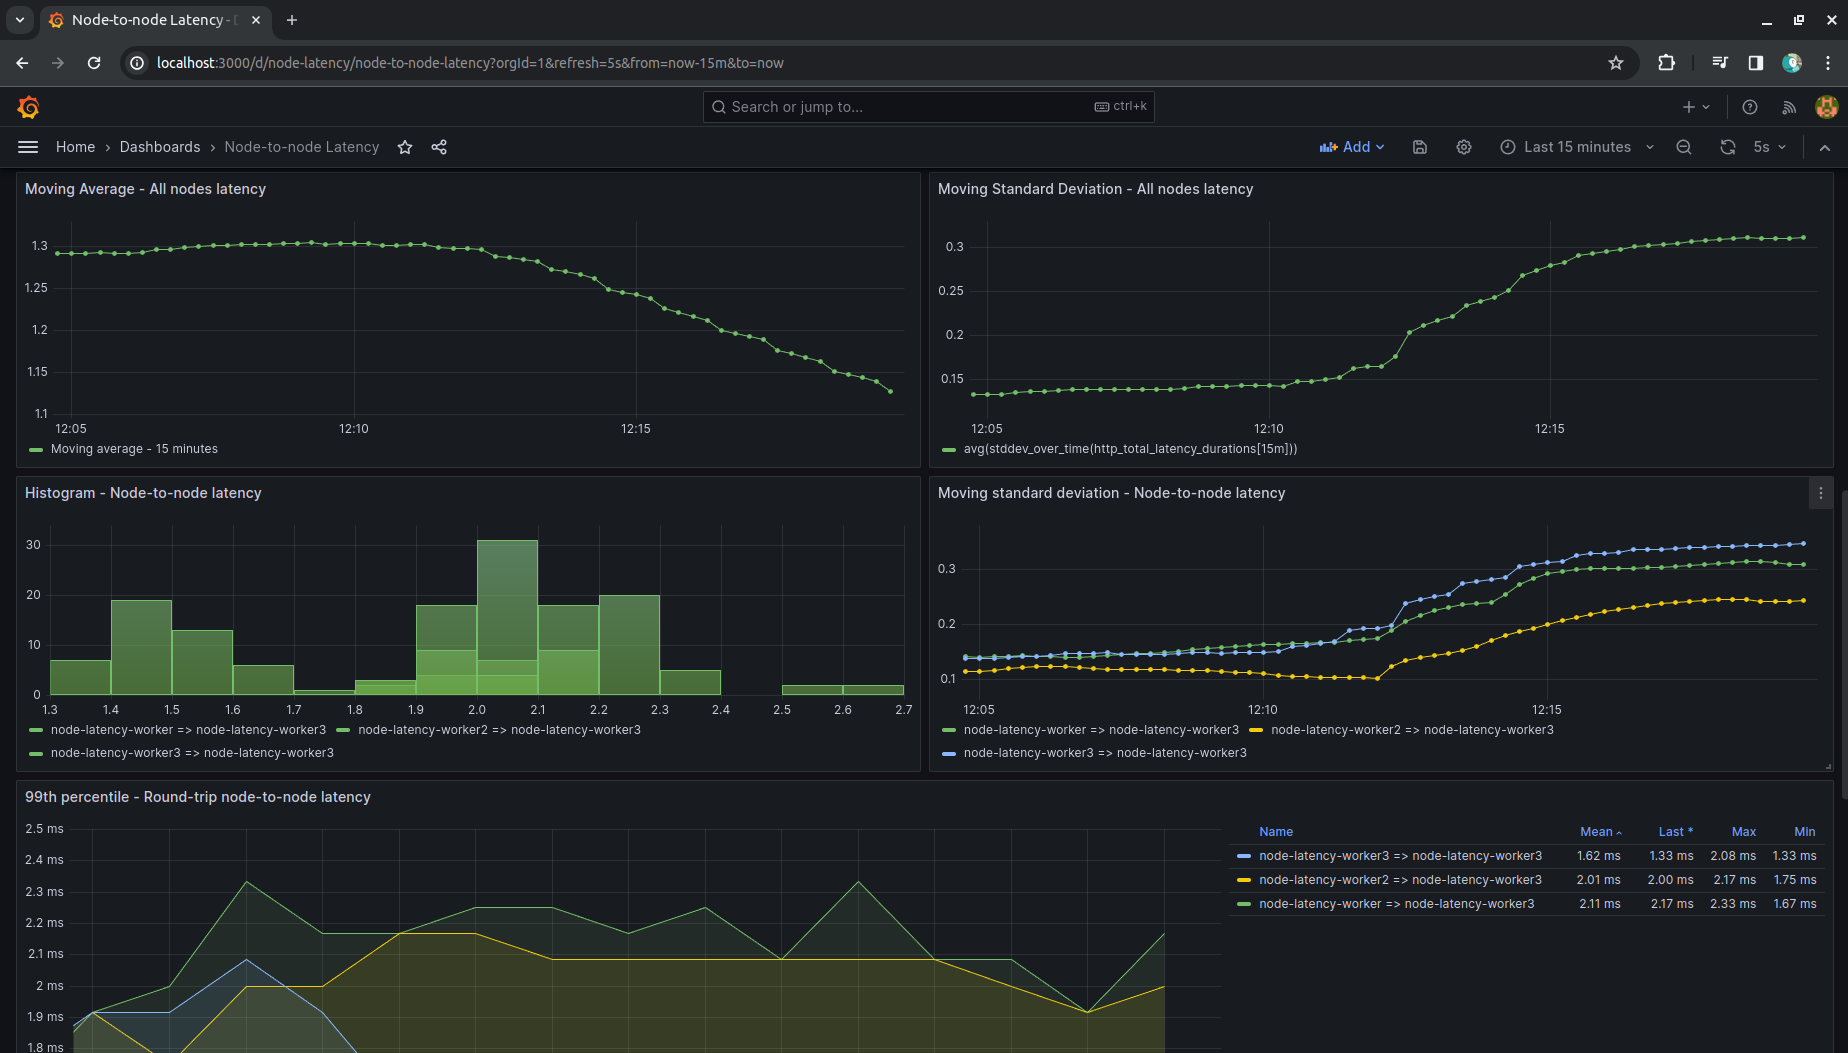 Node-to-node Latency - D
localhost:3000/d/node-latency/node-to-node-latency?orgId=1&refresh=5s&from=now-15m&to=now
Search or jump to... ctrl+k
Home › Dashboards › Node-to-node Latency
Add Last 15 minutes 5s
Moving Average - All nodes latency
1.3
1.25
1.2
1.15
1.1
12:05 12:10 12:15
Moving average - 15 minutes
Moving Standard Deviation - All nodes latency
0.3
0.25
0.2
0.15
12:05 12:10 12:15
avg(stddev_over_time(http_total_latency_durations[15m]))
Histogram - Node-to-node latency
30
20
10
0
1.3 1.4 1.5 1.6 1.7 1.8 1.9 2.0 2.1 2.2 2.3 2.4 2.5 2.6 2.7
node-latency-worker => node-latency-worker3 node-latency-worker2 => node-latency-worker3
node-latency-worker3 => node-latency-worker3
Moving standard deviation - Node-to-node latency
0.3
0.2
0.1
12:05 12:10 12:15
node-latency-worker => node-latency-worker3 node-latency-worker2 => node-latency-worker3
node-latency-worker3 => node-latency-worker3
99th percentile - Round-trip node-to-node latency
2.5 ms
2.4 ms
2.3 ms
2.2 ms
2.1 ms
2 ms
1.9 ms
1.8 ms
Name Mean Last * Max Min
node-latency-worker3 => node-latency-worker3 1.62 ms 1.33 ms 2.08 ms 1.33 ms
node-latency-worker2 => node-latency-worker3 2.01 ms 2.00 ms 2.17 ms 1.75 ms
node-latency-worker => node-latency-worker3 2.11 ms 2.17 ms 2.33 ms 1.67 ms